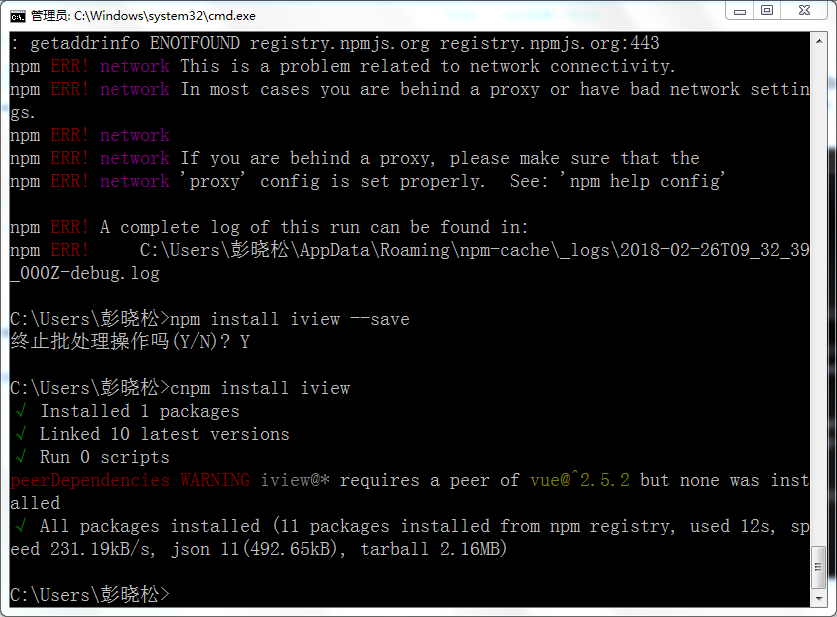 管理员: C:\Windows\system32\cmd.exe
: getaddrinfo ENOTFOUND registry.npmjs.org registry.npmjs.org:443
npm ERR! network This is a problem related to network connectivity.
npm ERR! network In most cases you are behind a proxy or have bad network settin
gs.
npm ERR! network
npm ERR! network If you are behind a proxy, please make sure that the
npm ERR! network 'proxy' config is set properly.  See: 'npm help config'
npm ERR! A complete log of this run can be found in:
npm ERR!     C:\Users\彭晓松\AppData\Roaming\npm-cache\_logs\2018-02-26T09_32_39
_000Z-debug.log
C:\Users\彭晓松>npm install iview --save
终止批处理操作吗(Y/N)? Y
C:\Users\彭晓松>cnpm install iview
√ Installed 1 packages
√ Linked 10 latest versions
√ Run 0 scripts
peerDependencies WARNING iview@* requires a peer of vue@^2.5.2 but none was inst
alled
√ All packages installed (11 packages installed from npm registry, used 12s, sp
eed 231.19kB/s, json 11(492.65kB), tarball 2.16MB)
C:\Users\彭晓松>